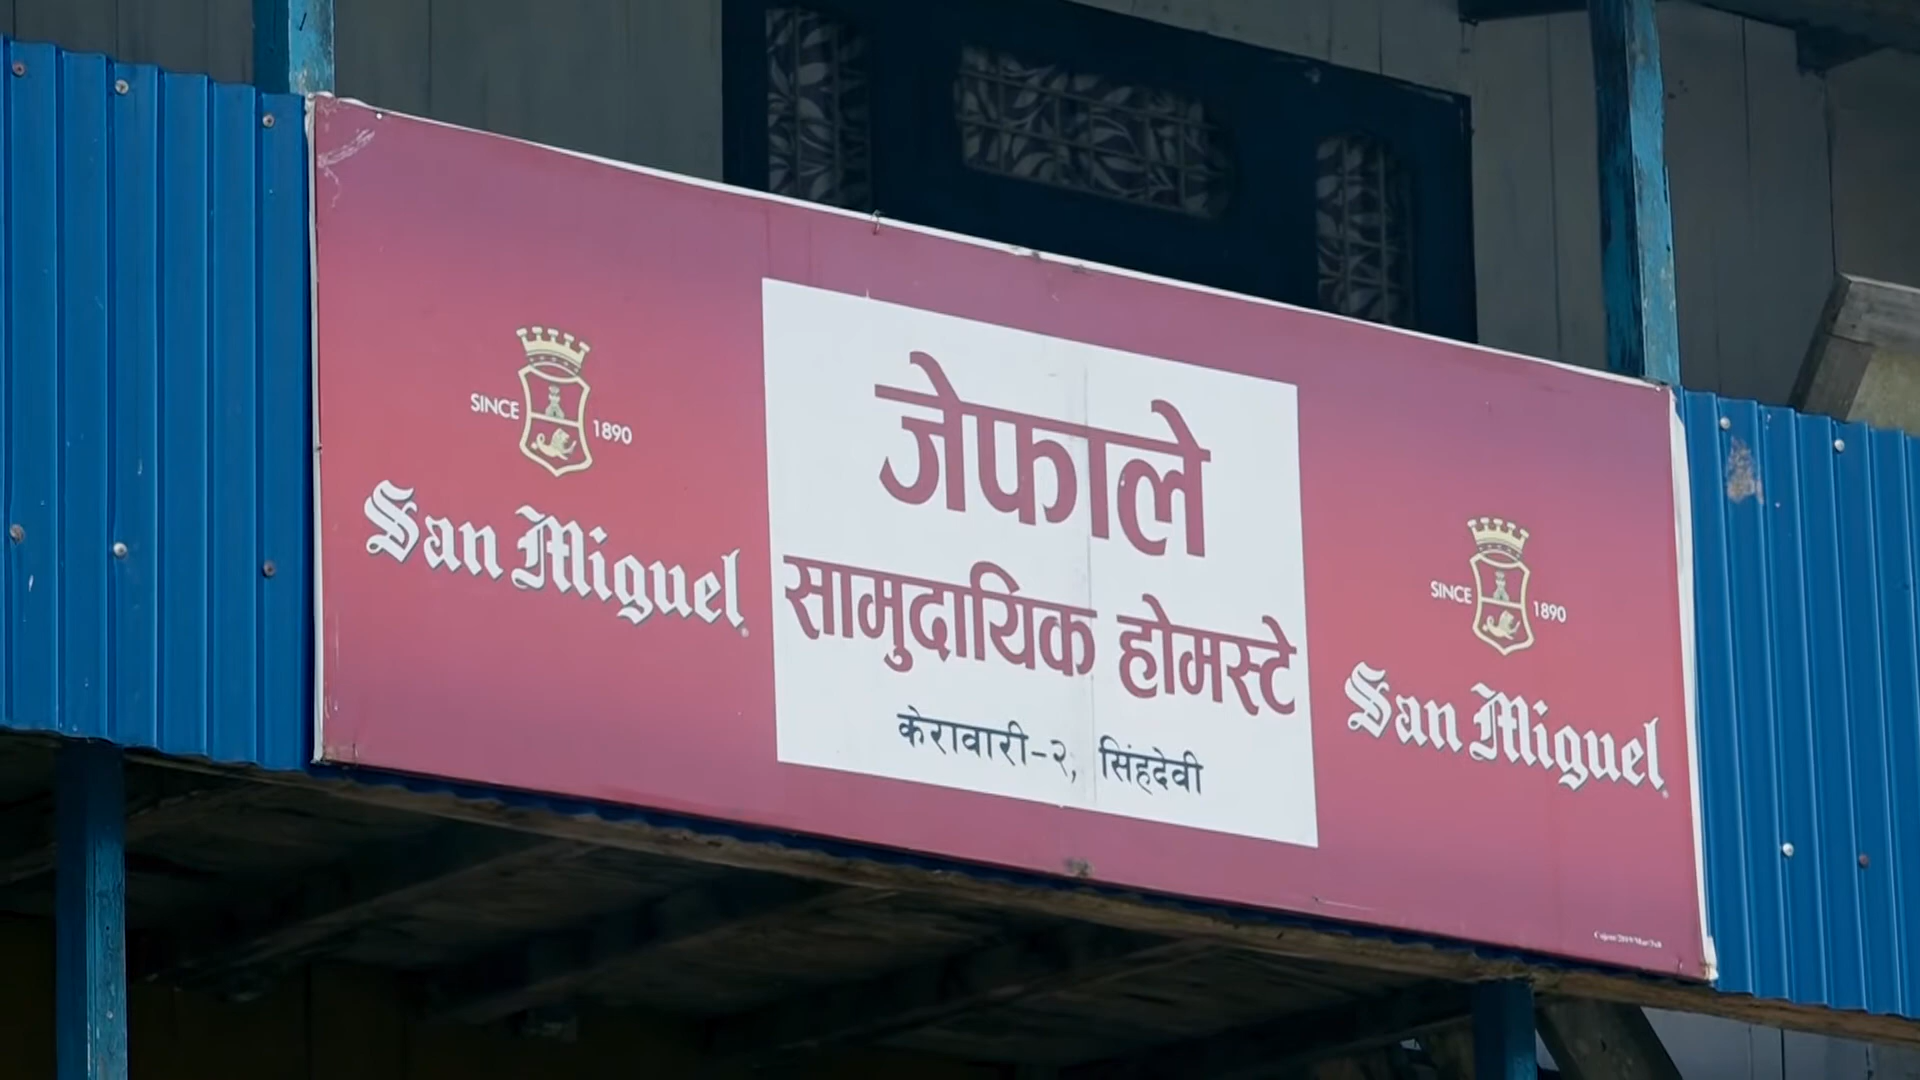 SINCE 1890
San Miguel
जेफाले
सामुदायिक होमस्टे
केरावारी-२, सिंहदेवी
SINCE 1890
San Miguel